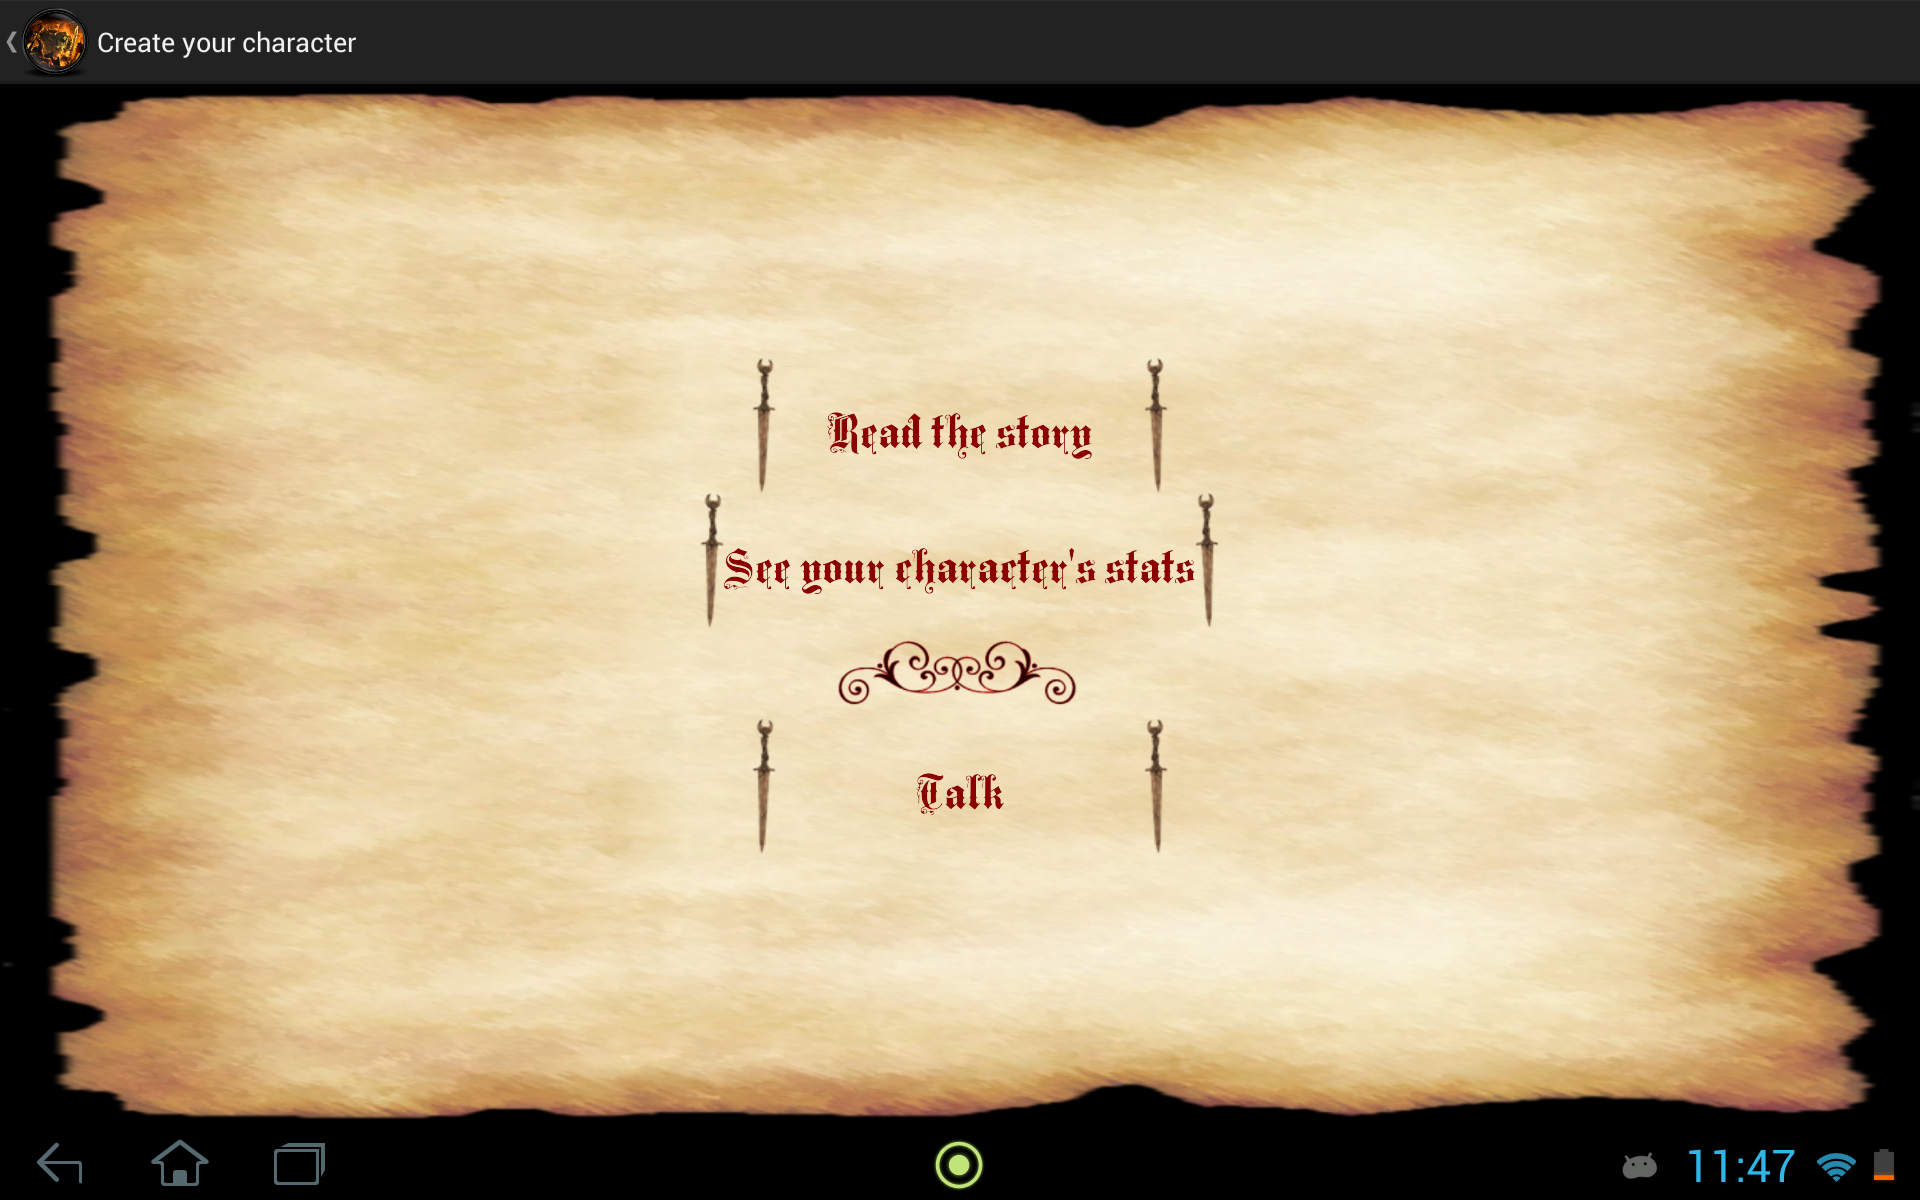 Create your character
Read the story
See your character's stats
Talk
11:47